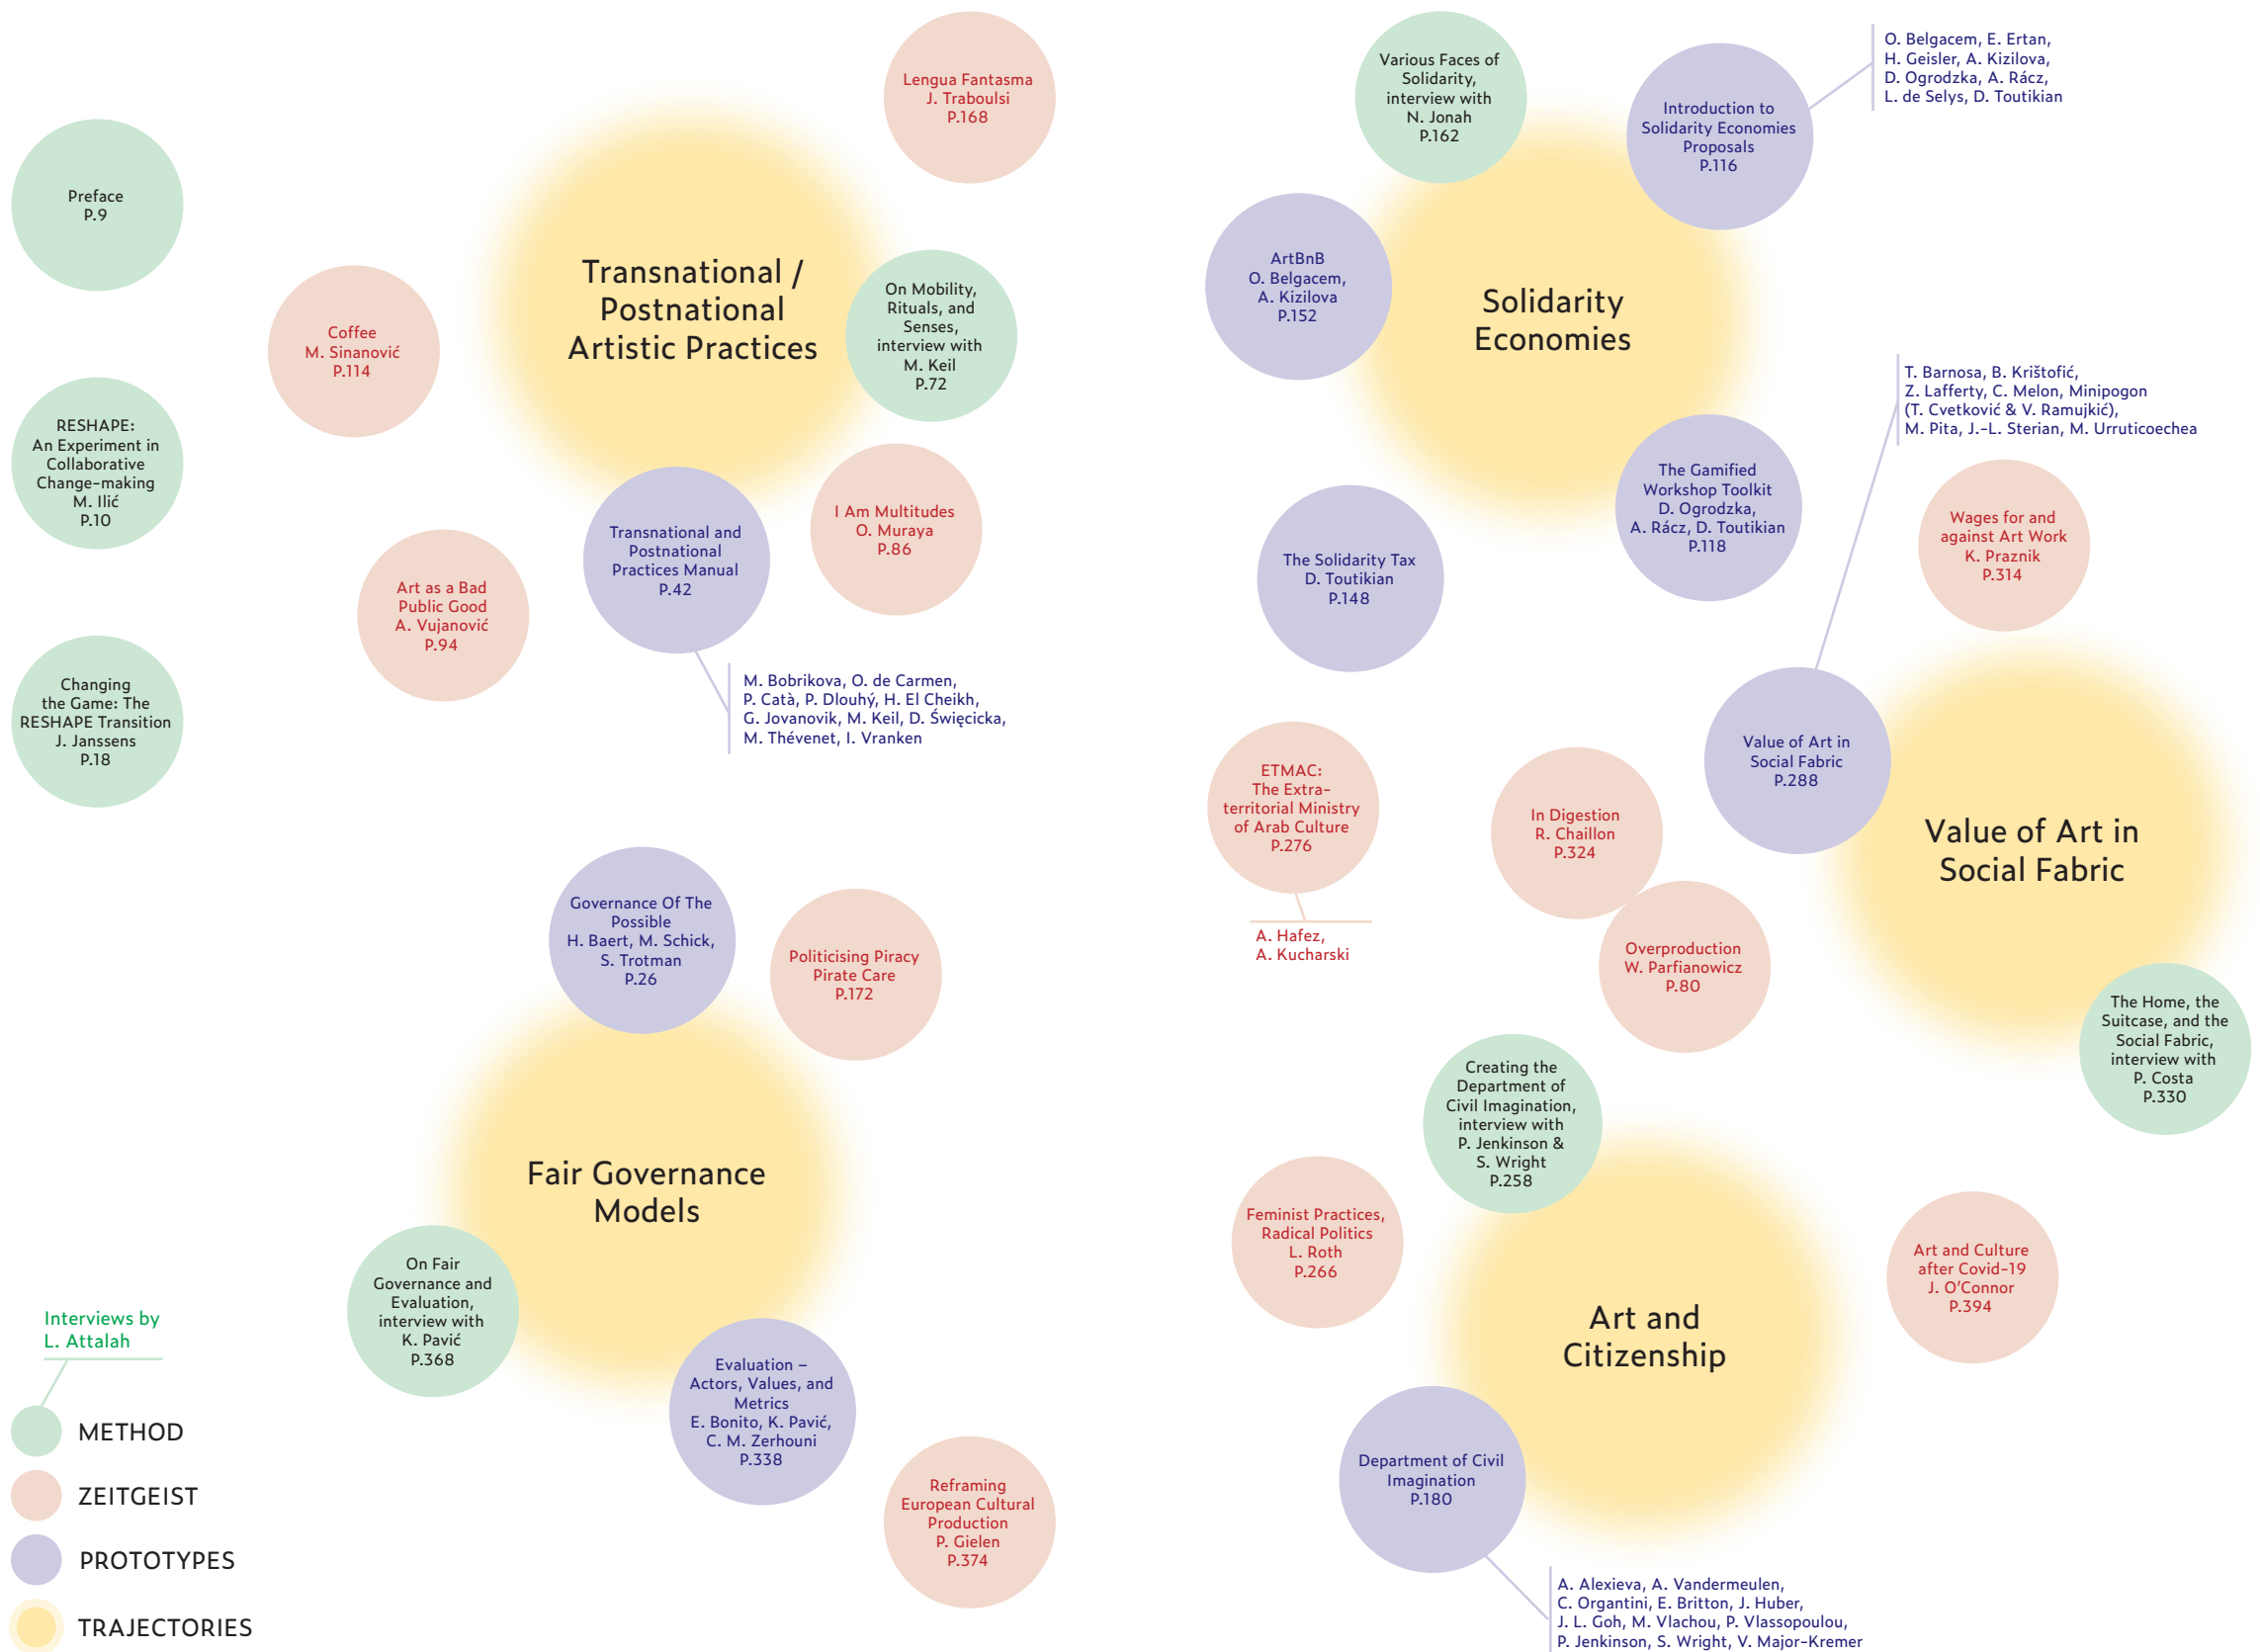 Preface
P.9
RESHAPE:
An Experiment in
Collaborative
Change-making
M. Ilić
P.10
Changing
the Game: The
RESHAPE Transition
J. Janssens
P.18
Coffee
M. Sinanović
P.114
Art as a Bad
Public Good
A. Vujanović
P.94
Transnational /
Postnational
Artistic Practices
Lengua Fantasma
J. Traboulsi
P.168
On Mobility,
Rituals, and
Senses,
interview with
M. Keil
P.72
I Am Multitudes
O. Muraya
P.86
Transnational and
Postnational
Practices Manual
P.42
M. Bobrikova, O. de Carmen,
P. Catà, P. Dlouhý, H. El Cheikh,
G. Jovanovik, M. Keil, D. Święcicka,
M. Thévenet, I. Vranken
Various Faces of
Solidarity,
interview with
N. Jonah
P.162
Introduction to
Solidarity Economies
Proposals
P.116
O. Belgacem, E. Ertan,
H. Geisler, A. Kizilova,
D. Ogrodzka, A. Rácz,
L. de Selys, D. Toutikian
ArtBnB
O. Belgacem,
A. Kizilova
P.152
Solidarity
Economies
The Gamified
Workshop Toolkit
D. Ogrodzka,
A. Rácz, D. Toutikian
P.118
The Solidarity Tax
D. Toutikian
P.148
T. Barnosa, B. Krištofić,
Z. Lafferty, C. Melon, Minipogon
(T. Cvetković & V. Ramujkić),
M. Pita, J.-L. Sterian, M. Urruticoechea
Wages for and
against Art Work
K. Praznik
P.314
Value of Art in
Social Fabric
P.288
Value of Art in
Social Fabric
ETMAC:
The Extra-
territorial Ministry
of Arab Culture
P.276
A. Hafez,
A. Kucharski
In Digestion
R. Chaillon
P.324
Overproduction
W. Parfianowicz
P.80
The Home, the
Suitcase, and the
Social Fabric,
interview with
P. Costa
P.330
Governance Of The
Possible
H. Baert, M. Schick,
S. Trotman
P.26
Politicising Piracy
Pirate Care
P.172
Fair Governance
Models
On Fair
Governance and
Evaluation,
interview with
K. Pavić
P.368
Evaluation –
Actors, Values, and
Metrics
E. Bonito, K. Pavić,
C. M. Zerhouni
P.338
Reframing
European Cultural
Production
P. Gielen
P.374
Creating the
Department of
Civil Imagination,
interview with
P. Jenkinson &
S. Wright
P.258
Feminist Practices,
Radical Politics
L. Roth
P.266
Art and
Citizenship
Art and Culture
after Covid-19
J. O'Connor
P.394
Department of Civil
Imagination
P.180
A. Alexieva, A. Vandermeulen,
C. Organtini, E. Britton, J. Huber,
J. L. Goh, M. Vlachou, P. Vlassopoulou,
P. Jenkinson, S. Wright, V. Major-Kremer
Interviews by
L. Attalah
METHOD
ZEITGEIST
PROTOTYPES
TRAJECTORIES